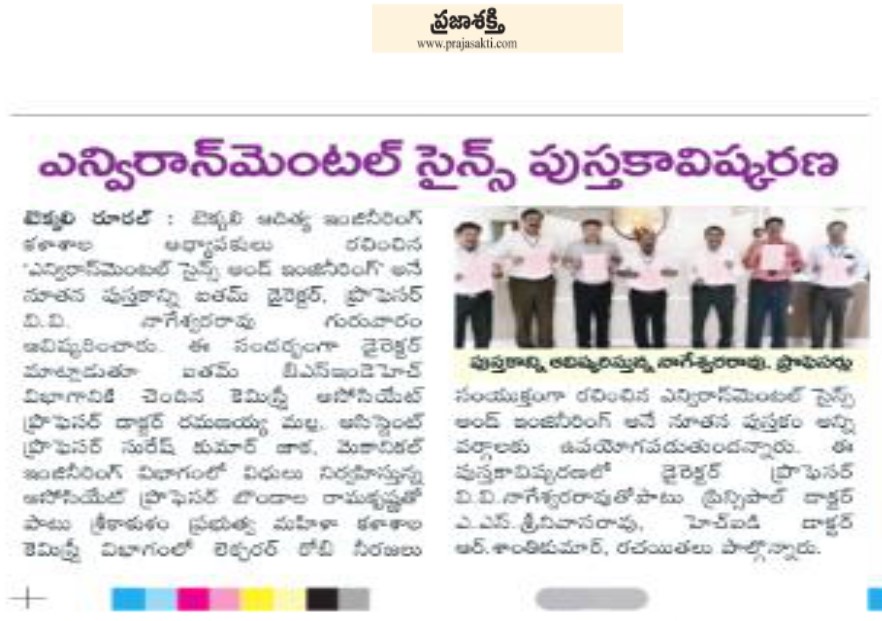 ప్రజాశక్తి
www.prajasakti.com
ఎన్విరాన్‌మెంటల్ సైన్స్ పుస్తకావిష్కరణ
టెక్కలి రూరల్ : టెక్కలి ఆదిత్య ఇంజినీరింగ్
కళాశాల అధ్యాపకులు రచించిన
'ఎన్విరాన్‌మెంటల్ సైన్స్ అండ్ ఇంజినీరింగ్' అనే
నూతన పుస్తకాన్ని ఐతమ్ డైరెక్టర్, ప్రొఫెసర్
వి.వి. నాగేశ్వరరావు గురువారం
ఆవిష్కరించారు. ఈ సందర్భంగా డైరెక్టర్
మాట్లాడుతూ ఐతమ్ బిఎస్ఇండ్హెచ్
విభాగానికి చెందిన కెమిస్ట్రీ అసోసియేట్
ప్రొఫెసర్ డాక్టర్ రమణయ్య మల్ల, అసిస్టెంట్
ప్రొఫెసర్ సురేష్ కుమార్ జాక, మెకానికల్
ఇంజినీరింగ్ విభాగంలో విధులు నిర్వహిస్తున్న
అసోసియేట్ ప్రొఫెసర్ బొండాల రామకృష్ణతో
పాటు శ్రీకాకుళం ప్రభుత్వ మహిళా కళాశాల
కెమిస్ట్రీ విభాగంలో లెక్చరర్ రోబి నీరజలు
పుస్తకాన్ని ఆవిష్కరిస్తున్న నాగేశ్వరరావు, ప్రొఫెసర్లు
సంయుక్తంగా రచించిన ఎన్విరాన్‌మెంటల్ సైన్స్
అండ్ ఇంజినీరింగ్ అనే నూతన పుస్తకం అన్ని
వర్గాలకు ఉపయోగపడుతుందన్నారు. ఈ
పుస్తకావిష్కరణలో డైరెక్టర్ ప్రొఫెసర్
వి.వి.నాగేశ్వరరావుతోపాటు ప్రిన్సిపాల్ డాక్టర్
ఎ.ఎస్.శ్రీనివాసరావు, హెచ్ఐడి డాక్టర్
ఆర్.శాంతికుమార్, రచయితలు పాల్గొన్నారు.